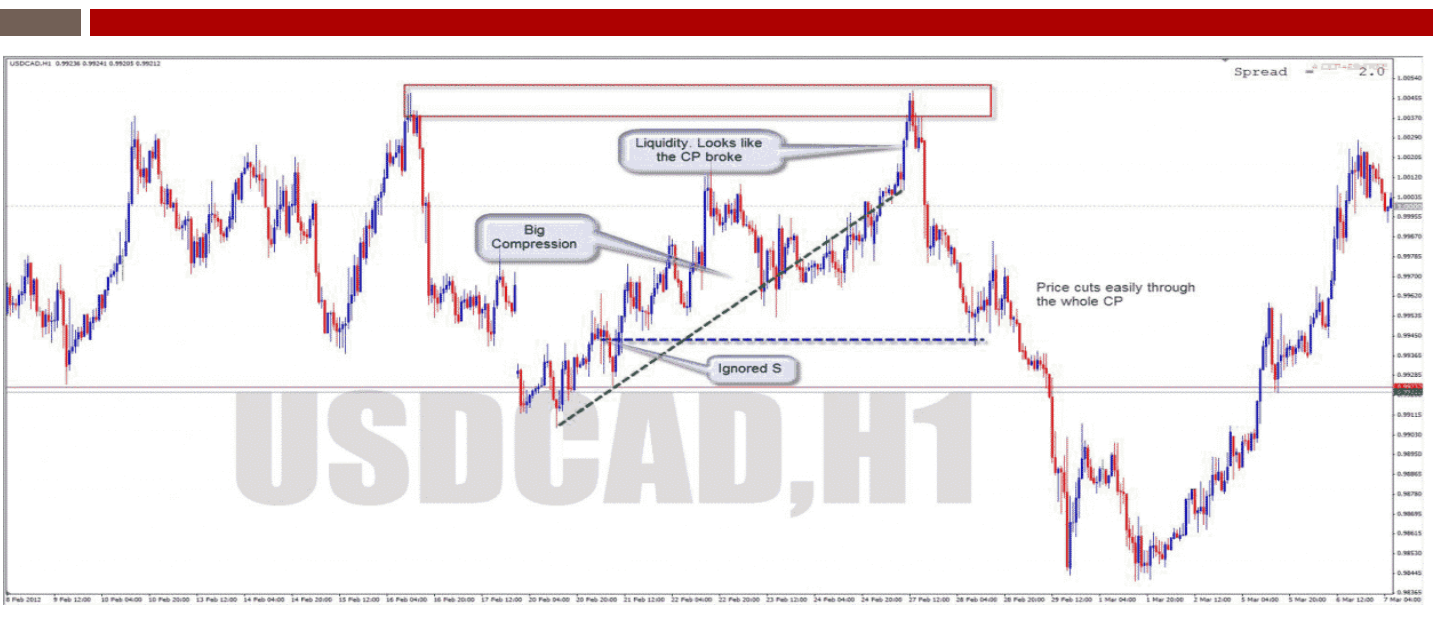 USDCAD,H1 0.99236 0.99241 0.99205 0.99212
Spread = 2.0
Liquidity. Looks like
the CP broke
Big
Compression
Price cuts easily through
the whole CP
Ignored S
USDCAD,H1
1.00540
1.00455
1.00370
1.00290
1.00205
1.00120
1.00035
0.99955
0.99870
0.99785
0.99700
0.99620
0.99535
0.99450
0.99360
0.99285
0.99115
0.99030
0.98950
0.98865
0.98780
0.98695
0.98615
0.98530
0.98445
0.98365
8 Feb 2012 9 Feb 12:00 10 Feb 04:00 10 Feb 20:00 13 Feb 12:00 14 Feb 04:00 14 Feb 20:00 15 Feb 12:00 16 Feb 04:00 16 Feb 20:00 17 Feb 12:00 20 Feb 04:00 20 Feb 20:00 21 Feb 12:00 22 Feb 04:00 22 Feb 20:00 23 Feb 12:00 24 Feb 04:00 24 Feb 20:00 27 Feb 12:00 28 Feb 04:00 28 Feb 20:00 29 Feb 12:00 1 Mar 04:00 1 Mar 20:00 2 Mar 12:00 5 Mar 04:00 5 Mar 20:00 6 Mar 12:00 7 Mar 04:00